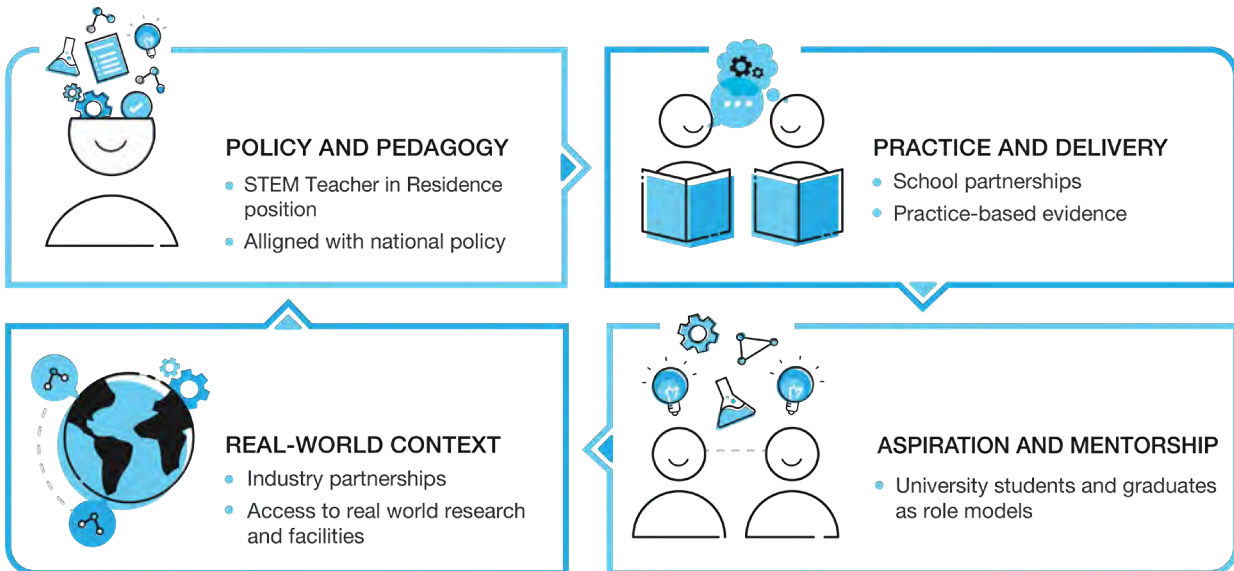 POLICY AND PEDAGOGY
• STEM Teacher in Residence
position
• Alligned with national policy
PRACTICE AND DELIVERY
• School partnerships
• Practice-based evidence
REAL-WORLD CONTEXT
• Industry partnerships
• Access to real world research
and facilities
ASPIRATION AND MENTORSHIP
• University students and graduates
as role models